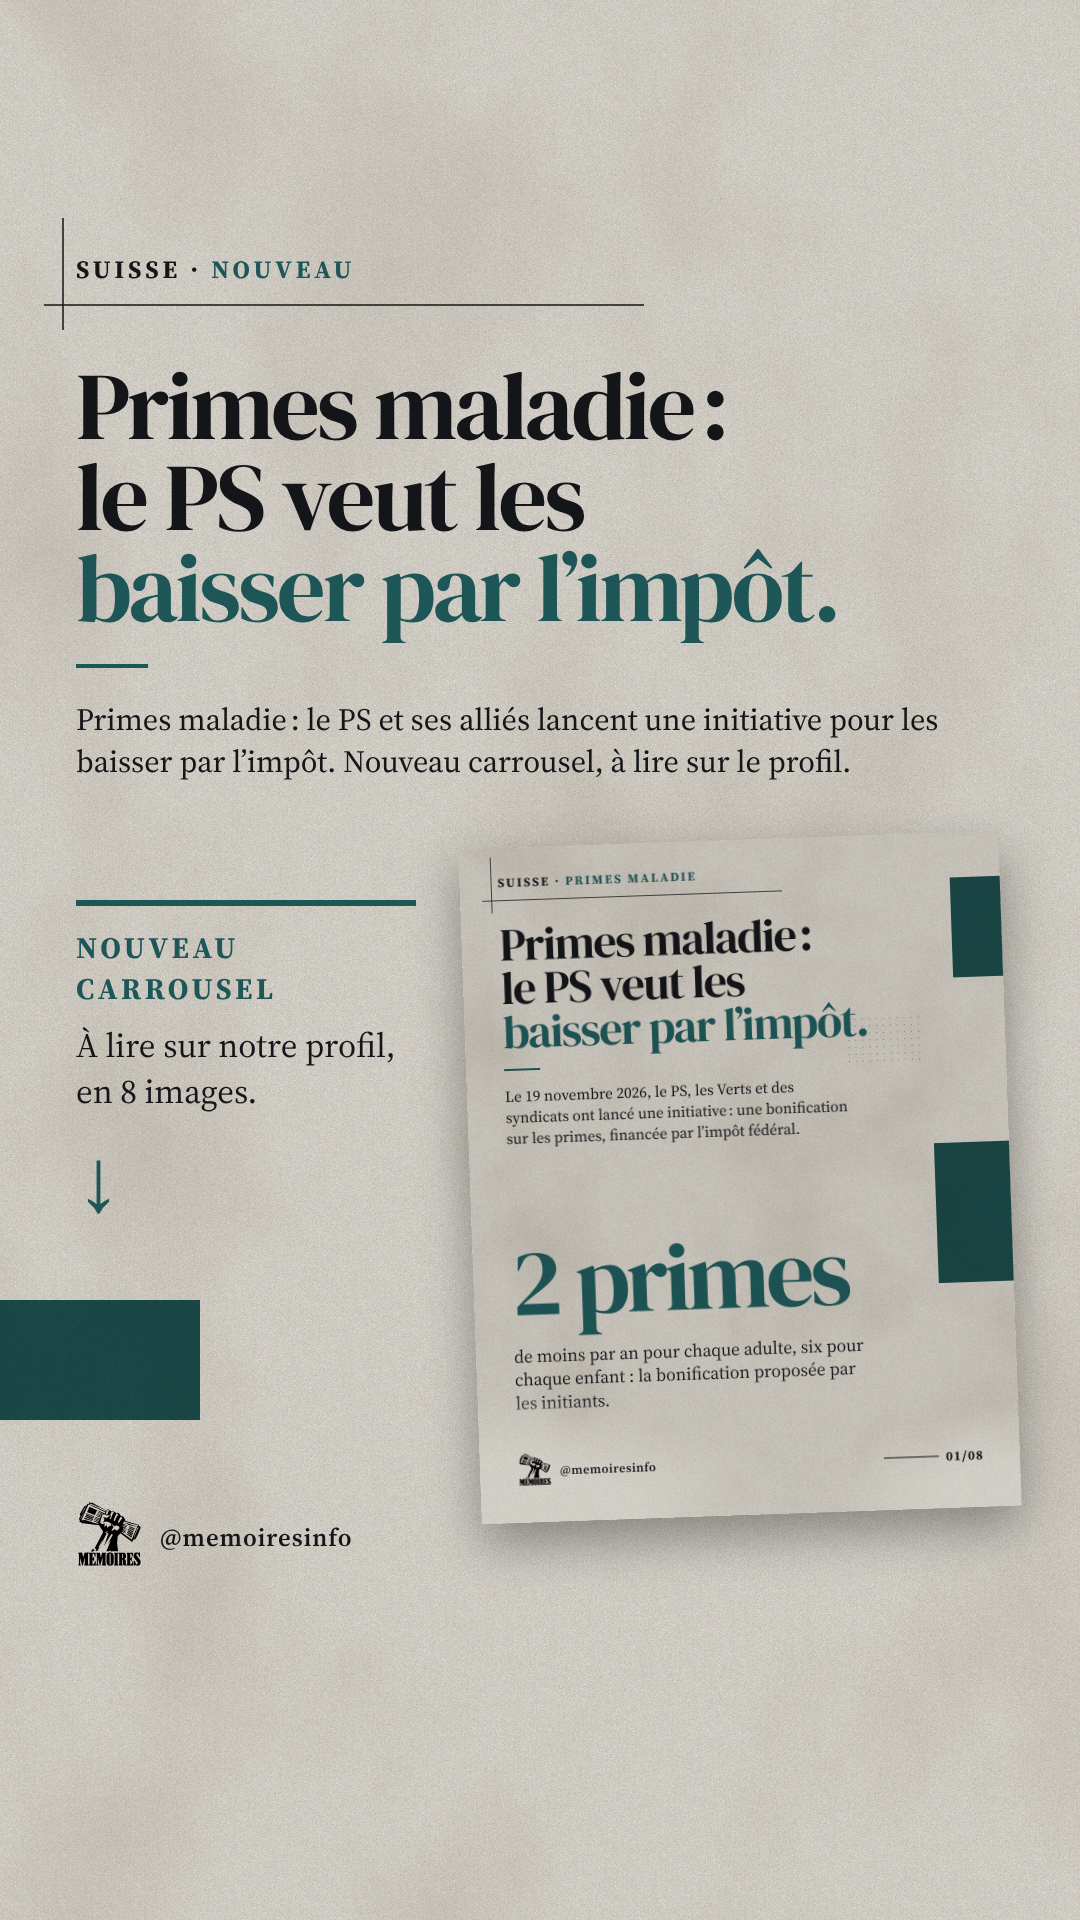 SUISSE · NOUVEAU
Primes maladie :
le PS veut les
baisser par l’impôt.
Primes maladie : le PS et ses alliés lancent une initiative pour les
baisser par l’impôt. Nouveau carrousel, à lire sur le profil.
NOUVEAU
CARROUSEL
À lire sur notre profil,
en 8 images.
↓
SUISSE · PRIMES MALADIE
Primes maladie :
le PS veut les
baisser par l’impôt.
Le 19 novembre 2026, le PS, les Verts et des
syndicats ont lancé une initiative : une bonification
sur les primes, financée par l’impôt fédéral.
2 primes
de moins par an pour chaque adulte, six pour
chaque enfant : la bonification proposée par
les initiants.
MÉMOIRES
@memoiresinfo
01/08
MÉMOIRES
@memoiresinfo